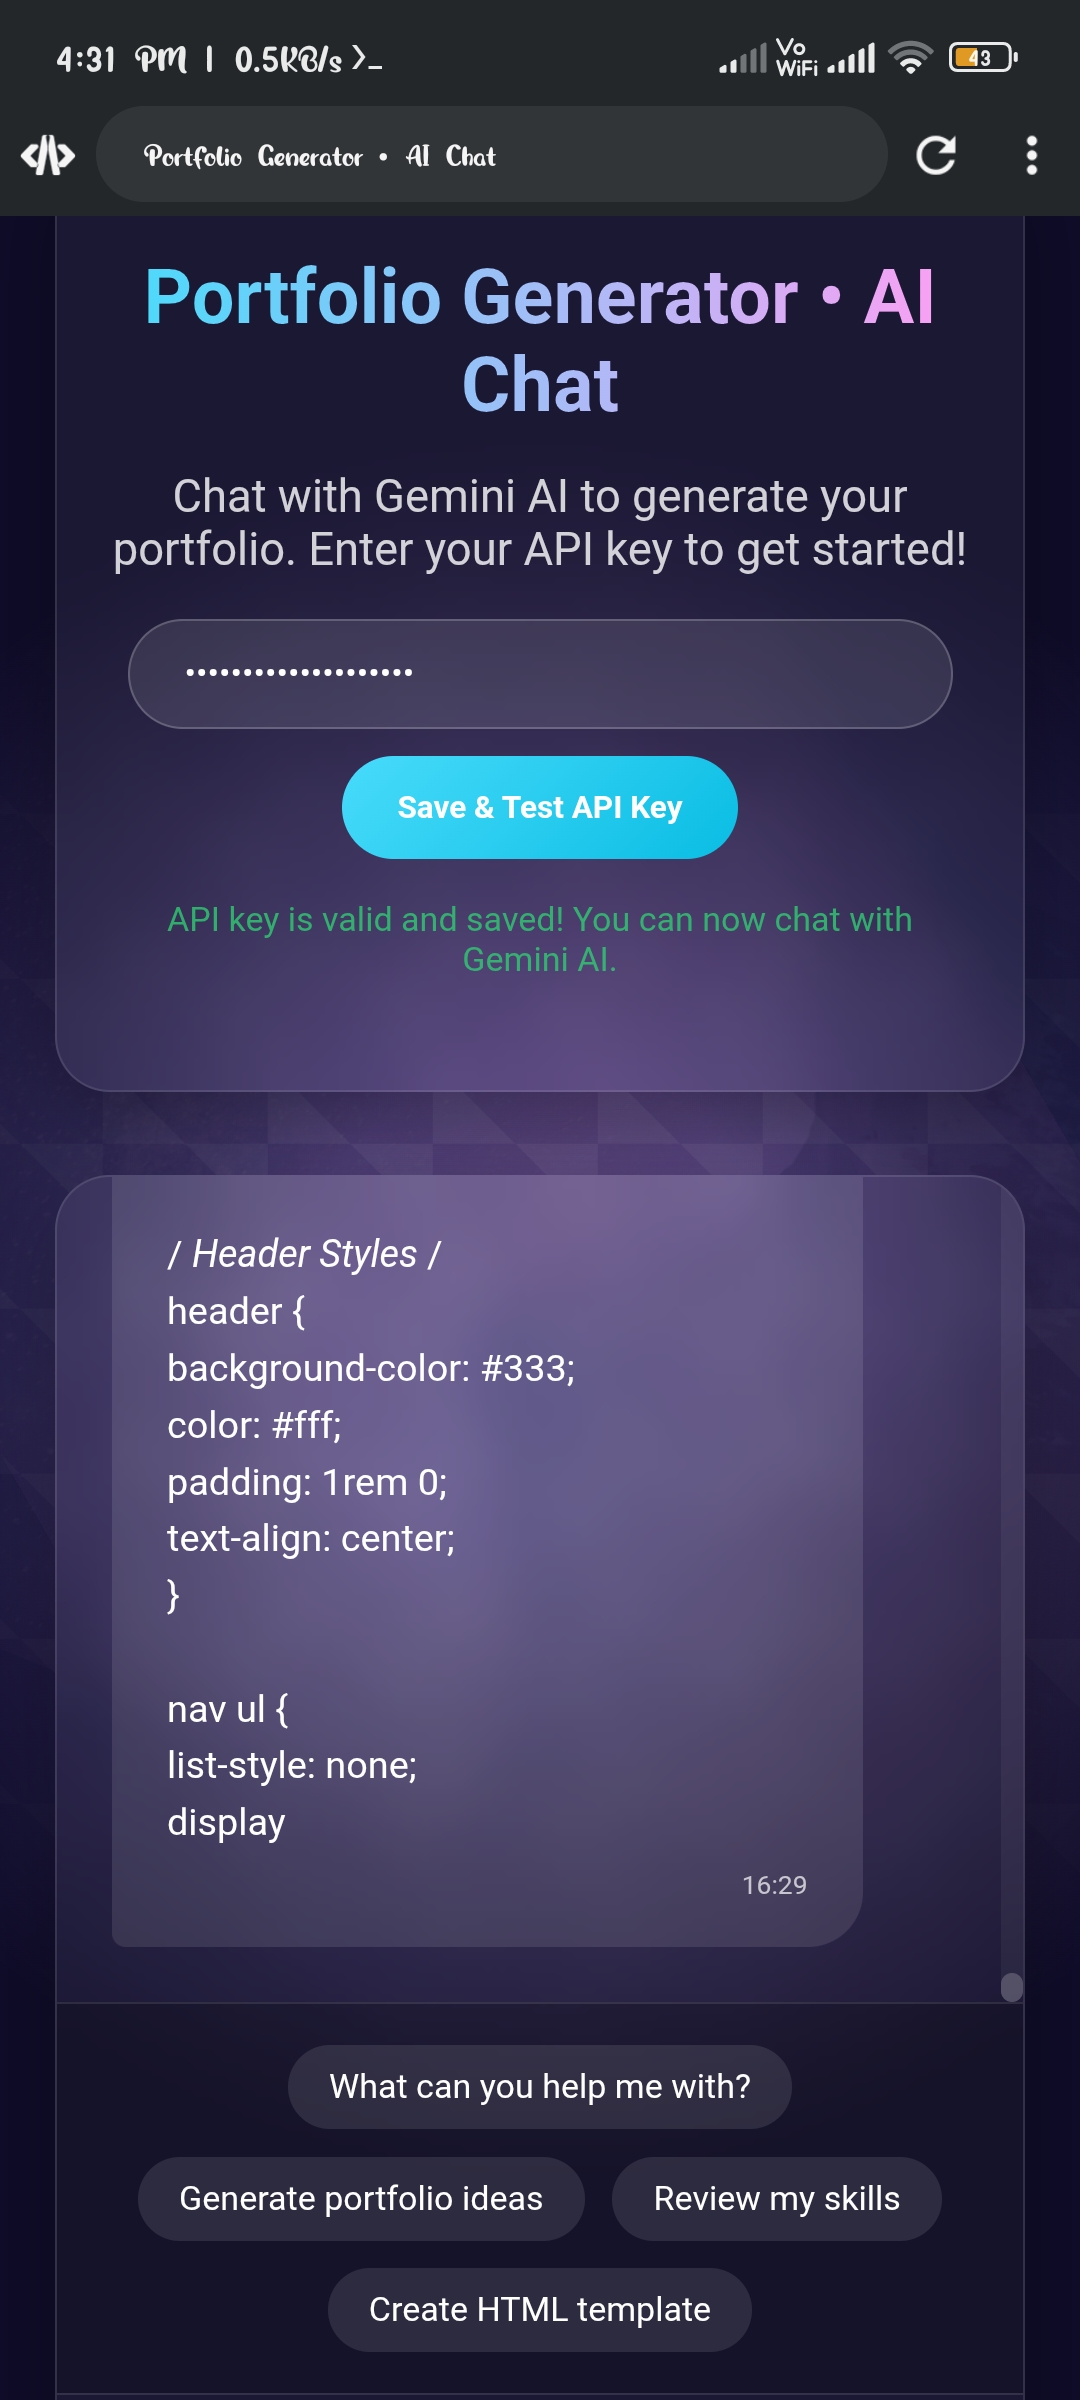 4:31 PM | 0.5KB/s >_
Vo
WiFi
43
Portfolio Generator • AI Chat
Portfolio Generator • AI
Chat
Chat with Gemini AI to generate your
portfolio. Enter your API key to get started!
••••••••••••••••••••
Save & Test API Key
API key is valid and saved! You can now chat with
Gemini AI.
/ Header Styles /
header {
background-color: #333;
color: #fff;
padding: 1rem 0;
text-align: center;
}
nav ul {
list-style: none;
display
16:29
What can you help me with?
Generate portfolio ideas
Review my skills
Create HTML template